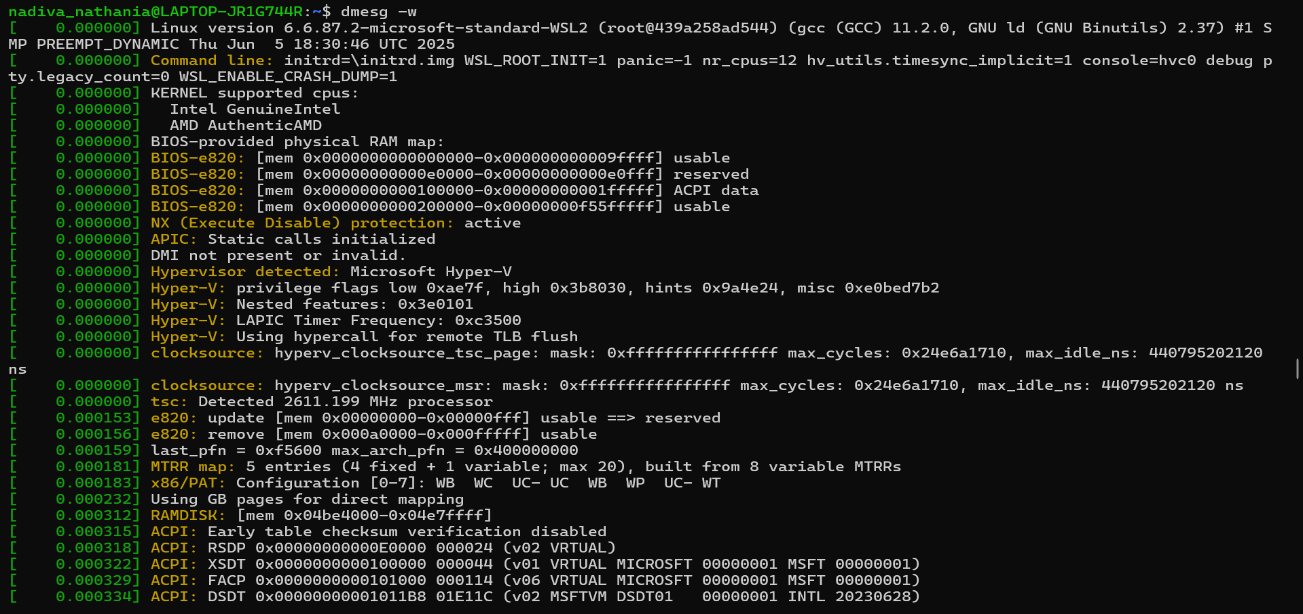 nadiva_nathania@LAPTOP-JR1G744R:~$ dmesg -w
[    0.000000] Linux version 6.6.87.2-microsoft-standard-WSL2 (root@439a258ad544) (gcc (GCC) 11.2.0, GNU ld (GNU Binutils) 2.37) #1 S
MP PREEMPT_DYNAMIC Thu Jun  5 18:30:46 UTC 2025
[    0.000000] Command line: initrd=\initrd.img WSL_ROOT_INIT=1 panic=-1 nr_cpus=12 hv_utils.timesync_implicit=1 console=hvc0 debug p
ty.legacy_count=0 WSL_ENABLE_CRASH_DUMP=1
[    0.000000] KERNEL supported cpus:
[    0.000000]   Intel GenuineIntel
[    0.000000]   AMD AuthenticAMD
[    0.000000] BIOS-provided physical RAM map:
[    0.000000] BIOS-e820: [mem 0x0000000000000000-0x000000000009ffff] usable
[    0.000000] BIOS-e820: [mem 0x00000000000e0000-0x00000000000e0fff] reserved
[    0.000000] BIOS-e820: [mem 0x0000000000100000-0x00000000001fffff] ACPI data
[    0.000000] BIOS-e820: [mem 0x0000000000200000-0x00000000f55fffff] usable
[    0.000000] NX (Execute Disable) protection: active
[    0.000000] APIC: Static calls initialized
[    0.000000] DMI not present or invalid.
[    0.000000] Hypervisor detected: Microsoft Hyper-V
[    0.000000] Hyper-V: privilege flags low 0xae7f, high 0x3b8030, hints 0x9a4e24, misc 0xe0bed7b2
[    0.000000] Hyper-V: Nested features: 0x3e0101
[    0.000000] Hyper-V: LAPIC Timer Frequency: 0xc3500
[    0.000000] Hyper-V: Using hypercall for remote TLB flush
[    0.000000] clocksource: hyperv_clocksource_tsc_page: mask: 0xffffffffffffffff max_cycles: 0x24e6a1710, max_idle_ns: 440795202120
ns
[    0.000000] clocksource: hyperv_clocksource_msr: mask: 0xffffffffffffffff max_cycles: 0x24e6a1710, max_idle_ns: 440795202120 ns
[    0.000000] tsc: Detected 2611.199 MHz processor
[    0.000153] e820: update [mem 0x00000000-0x00000fff] usable ==> reserved
[    0.000156] e820: remove [mem 0x000a0000-0x000fffff] usable
[    0.000159] last_pfn = 0xf5600 max_arch_pfn = 0x400000000
[    0.000181] MTRR map: 5 entries (4 fixed + 1 variable; max 20), built from 8 variable MTRRs
[    0.000183] x86/PAT: Configuration [0-7]: WB  WC  UC- UC  WB  WP  UC- WT
[    0.000232] Using GB pages for direct mapping
[    0.000312] RAMDISK: [mem 0x04be4000-0x04e7ffff]
[    0.000315] ACPI: Early table checksum verification disabled
[    0.000318] ACPI: RSDP 0x00000000000E0000 000024 (v02 VRTUAL)
[    0.000322] ACPI: XSDT 0x0000000000100000 000044 (v01 VRTUAL MICROSFT 00000001 MSFT 00000001)
[    0.000329] ACPI: FACP 0x0000000000101000 000114 (v06 VRTUAL MICROSFT 00000001 MSFT 00000001)
[    0.000334] ACPI: DSDT 0x00000000001011B8 01E11C (v02 MSFTVM DSDT01   00000001 INTL 20230628)